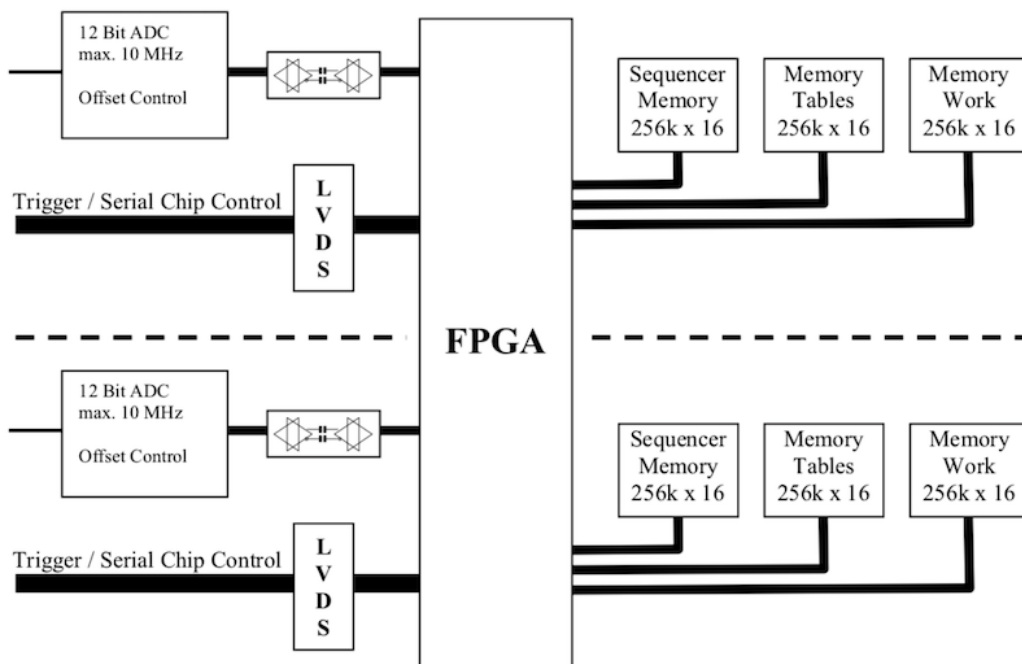 12 Bit ADC
max. 10 MHz
Offset Control
Sequencer
Memory
256k x 16
Memory
Tables
256k x 16
Memory
Work
256k x 16
Trigger / Serial Chip Control
L
V
D
S
FPGA
12 Bit ADC
max. 10 MHz
Offset Control
Sequencer
Memory
256k x 16
Memory
Tables
256k x 16
Memory
Work
256k x 16
Trigger / Serial Chip Control
L
V
D
S